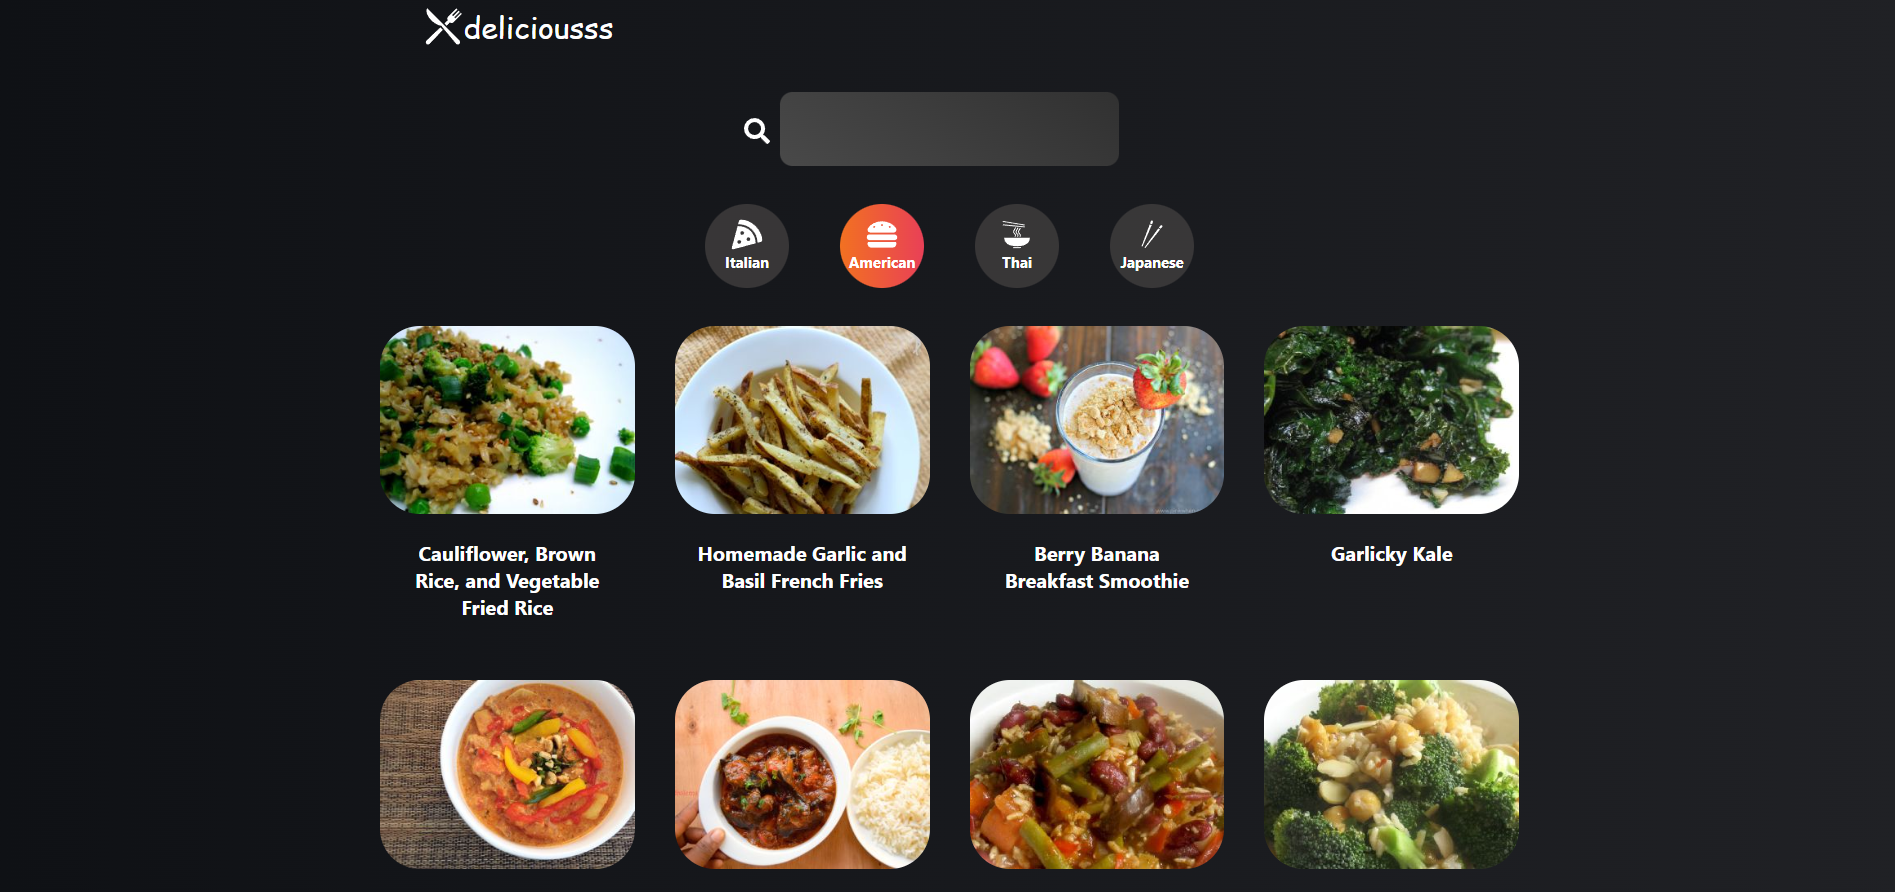 deliciousss
Italian
American
Thai
Japanese
Cauliflower, Brown
Rice, and Vegetable
Fried Rice
Homemade Garlic and
Basil French Fries
Berry Banana
Breakfast Smoothie
Garlicky Kale